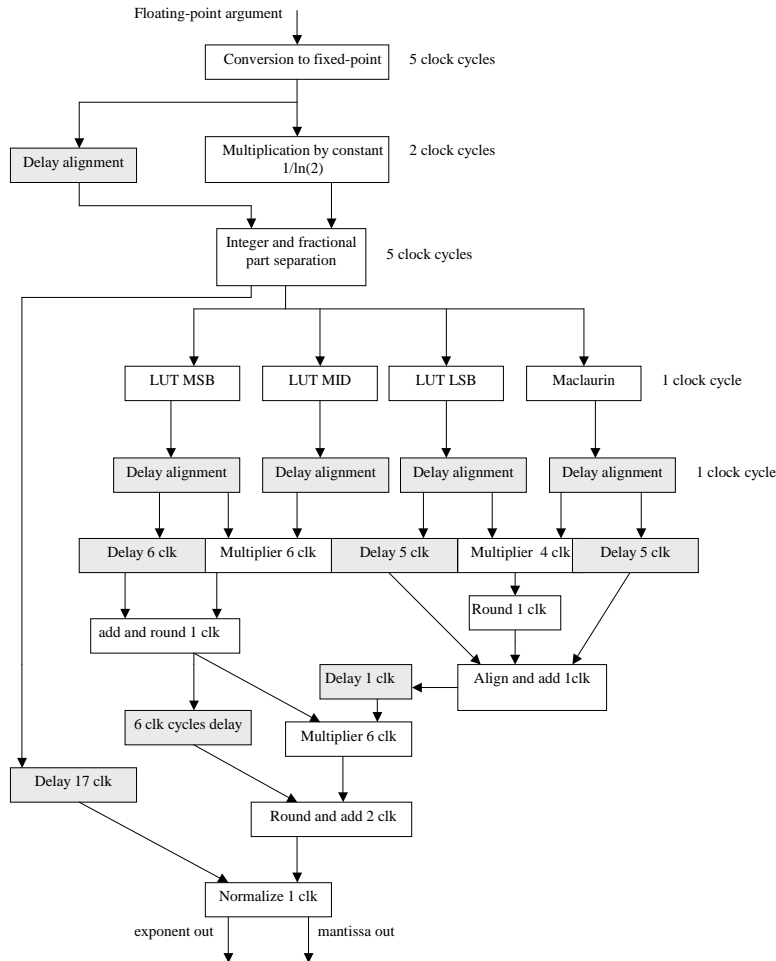 Floating-point argument
Conversion to fixed-point
5 clock cycles
Delay alignment
Multiplication by constant
1/ln(2)
2 clock cycles
Integer and fractional
part separation
5 clock cycles
LUT MSB
LUT MID
LUT LSB
Maclaurin
1 clock cycle
Delay alignment
Delay alignment
Delay alignment
Delay alignment
1 clock cycle
Delay 6 clk
Multiplier 6 clk
Delay 5 clk
Multiplier 4 clk
Delay 5 clk
Round 1 clk
add and round 1 clk
Delay 1 clk
Align and add 1clk
6 clk cycles delay
Multiplier 6 clk
Delay 17 clk
Round and add 2 clk
Normalize 1 clk
exponent out
mantissa out